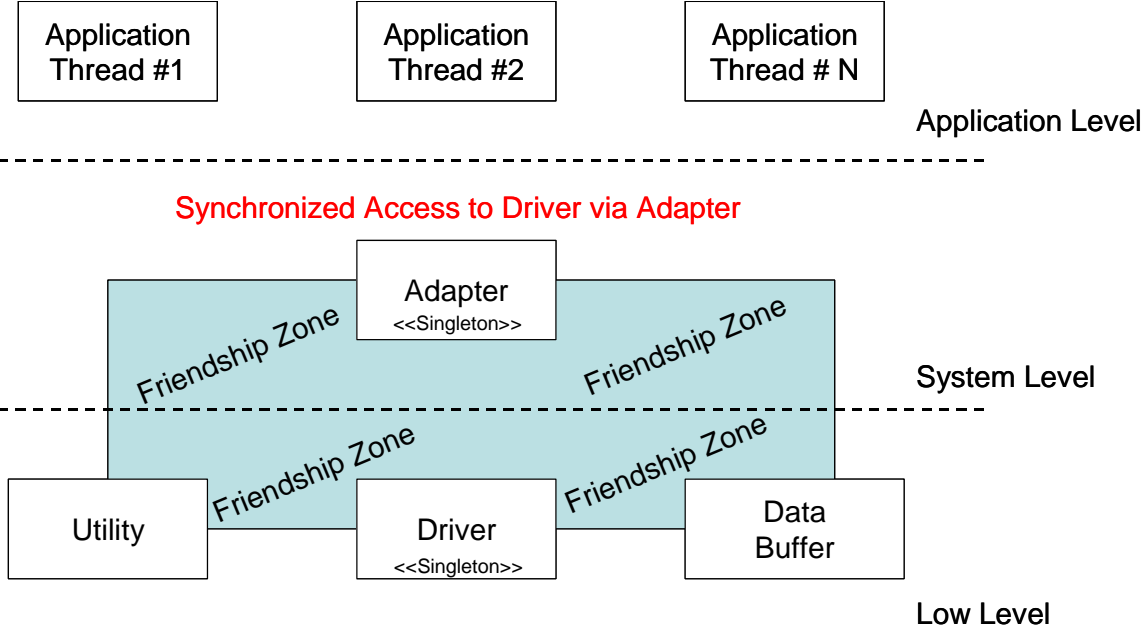 Application
Thread #1
Application
Thread #2
Application
Thread # N
Application Level
Synchronized Access to Driver via Adapter
Adapter
<<Singleton>>
Friendship Zone
Friendship Zone
System Level
Friendship Zone
Friendship Zone
Utility
Driver
<<Singleton>>
Data
Buffer
Low Level